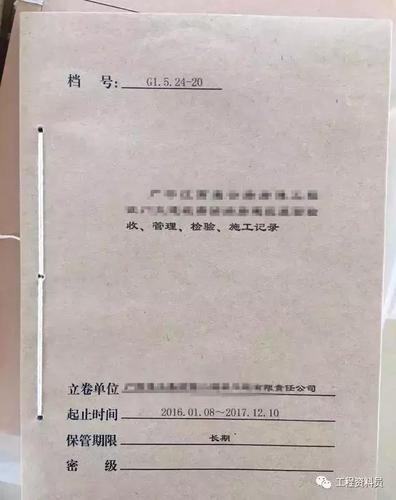 档 号: G1.5.24-20
收、管理、检验、施工记录
立卷单位 有限责任公司
起止时间 2016.01.08~2017.12.10
保管期限 长期
密 级
工程资料员